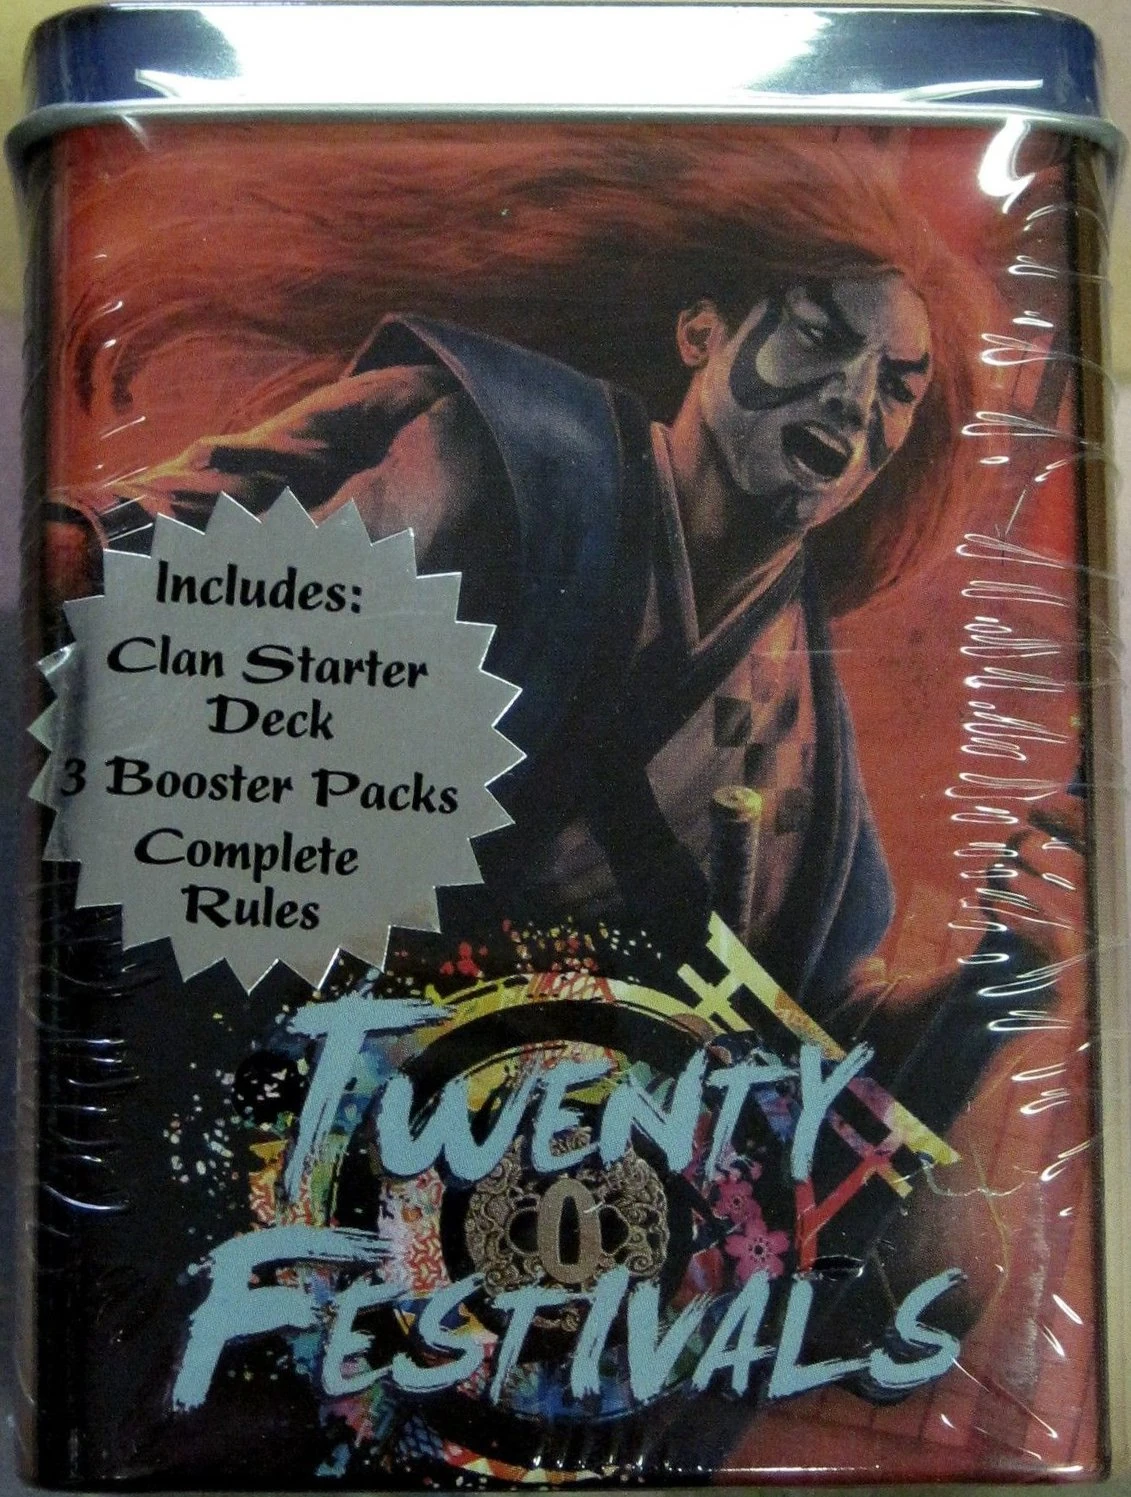 Includes:
Clan Starter
Deck
3 Booster Packs
Complete
Rules
Twenty
Festivals